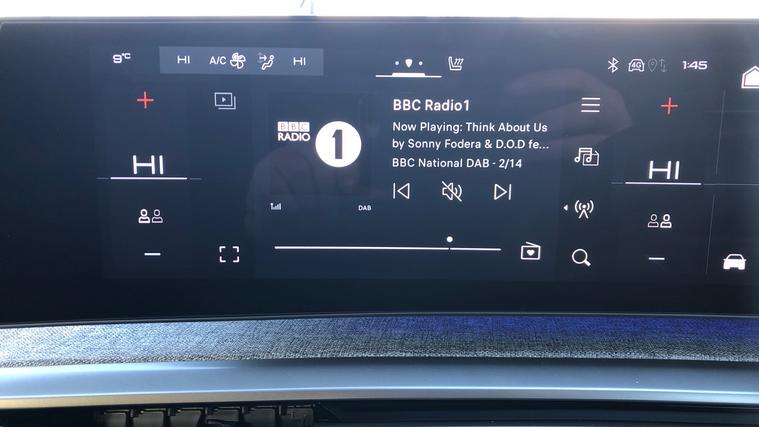 9°C
HI A/C HI
4G 1:45
HI
BBC
RADIO
1
BBC Radio1
Now Playing: Think About Us
by Sonny Fodera & D.O.D fe...
BBC National DAB - 2/14
DAB
HI